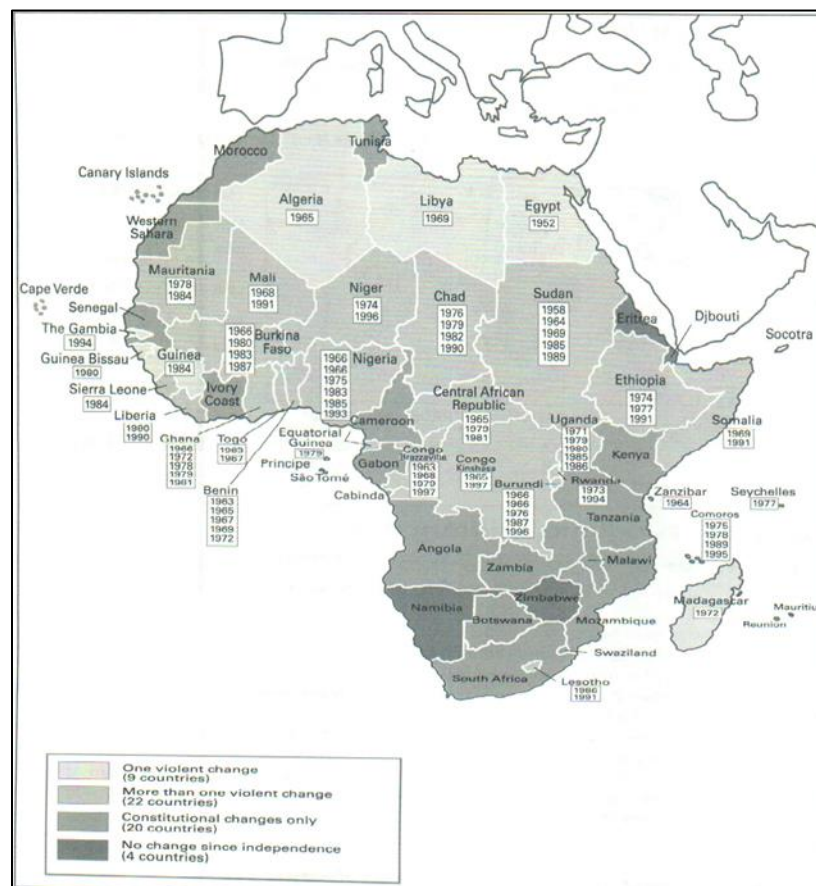 Morocco
Tunisia
Canary Islands
Algeria
1965
Libya
1969
Egypt
1952
Western
Sahara
Mauritania
1978
1984
Mali
1968
1991
Niger
1974
1996
Chad
1976
1979
1982
1990
Sudan
1958
1964
1969
1985
1989
Eritrea
Djibouti
Socotra
Cape Verde
Senegal
The Gambia
1994
Guinea Bissau
1980
Guinea
1984
Sierra Leone
1984
Liberia
1980
1990
Ivory
Coast
1966
1980
1983
1987
Burkina
Faso
Ghana
1966
1972
1978
1979
1981
Togo
1963
1967
Benin
1963
1965
1967
1969
1972
1966
1966
1975
1983
1985
1993
Nigeria
Cameroon
Equatorial
Guinea
1979
Principe
São Tomé
Gabon
Cabinda
Central African
Republic
1965
1979
1981
Congo
Brazzaville
1963
1968
1979
1997
Congo
Kinshasa
1965
1997
Uganda
1971
1979
1980
1985
1986
Ethiopia
1974
1977
1991
Somalia
1969
1991
Kenya
Rwanda
1973
1994
Burundi
1966
1966
1976
1987
1996
Tanzania
Zanzibar
1964
Seychelles
1977
Comoros
1975
1978
1989
1995
Angola
Zambia
Malawi
Zimbabwe
Namibia
Botswana
Mozambique
Madagascar
1972
Mauritiu
Reunion
Swaziland
South Africa
Lesotho
1986
1991
One violent change
(9 countries)
More than one violent change
(22 countries)
Constitutional changes only
(20 countries)
No change since independence
(4 countries)